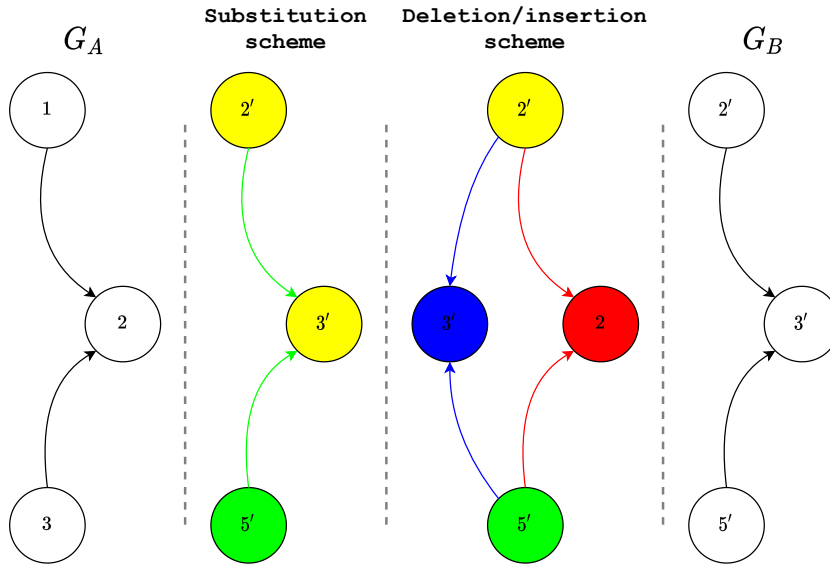 G_A
Substitution
scheme
Deletion/insertion
scheme
G_B
1
2′
2′
2′
2
3′
3′
2
3′
3
5′
5′
5′